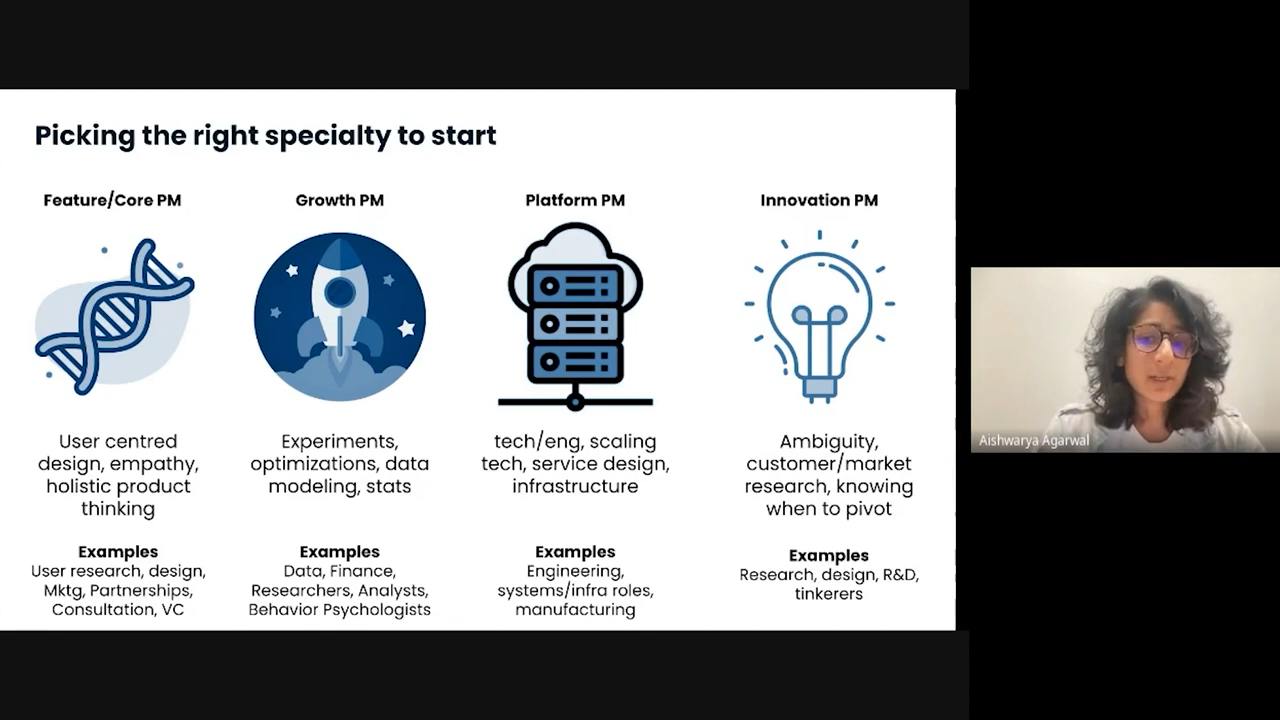 Picking the right specialty to start
Feature/Core PM
User centred
design, empathy,
holistic product
thinking
Examples
User research, design,
Mktg, Partnerships,
Consultation, VC
Growth PM
Experiments,
optimizations, data
modeling, stats
Examples
Data, Finance,
Researchers, Analysts,
Behavior Psychologists
Platform PM
tech/eng, scaling
tech, service design,
infrastructure
Examples
Engineering,
systems/infra roles,
manufacturing
Innovation PM
Ambiguity,
customer/market
research, knowing
when to pivot
Examples
Research, design, R&D,
tinkerers
Aishwarya Agarwal